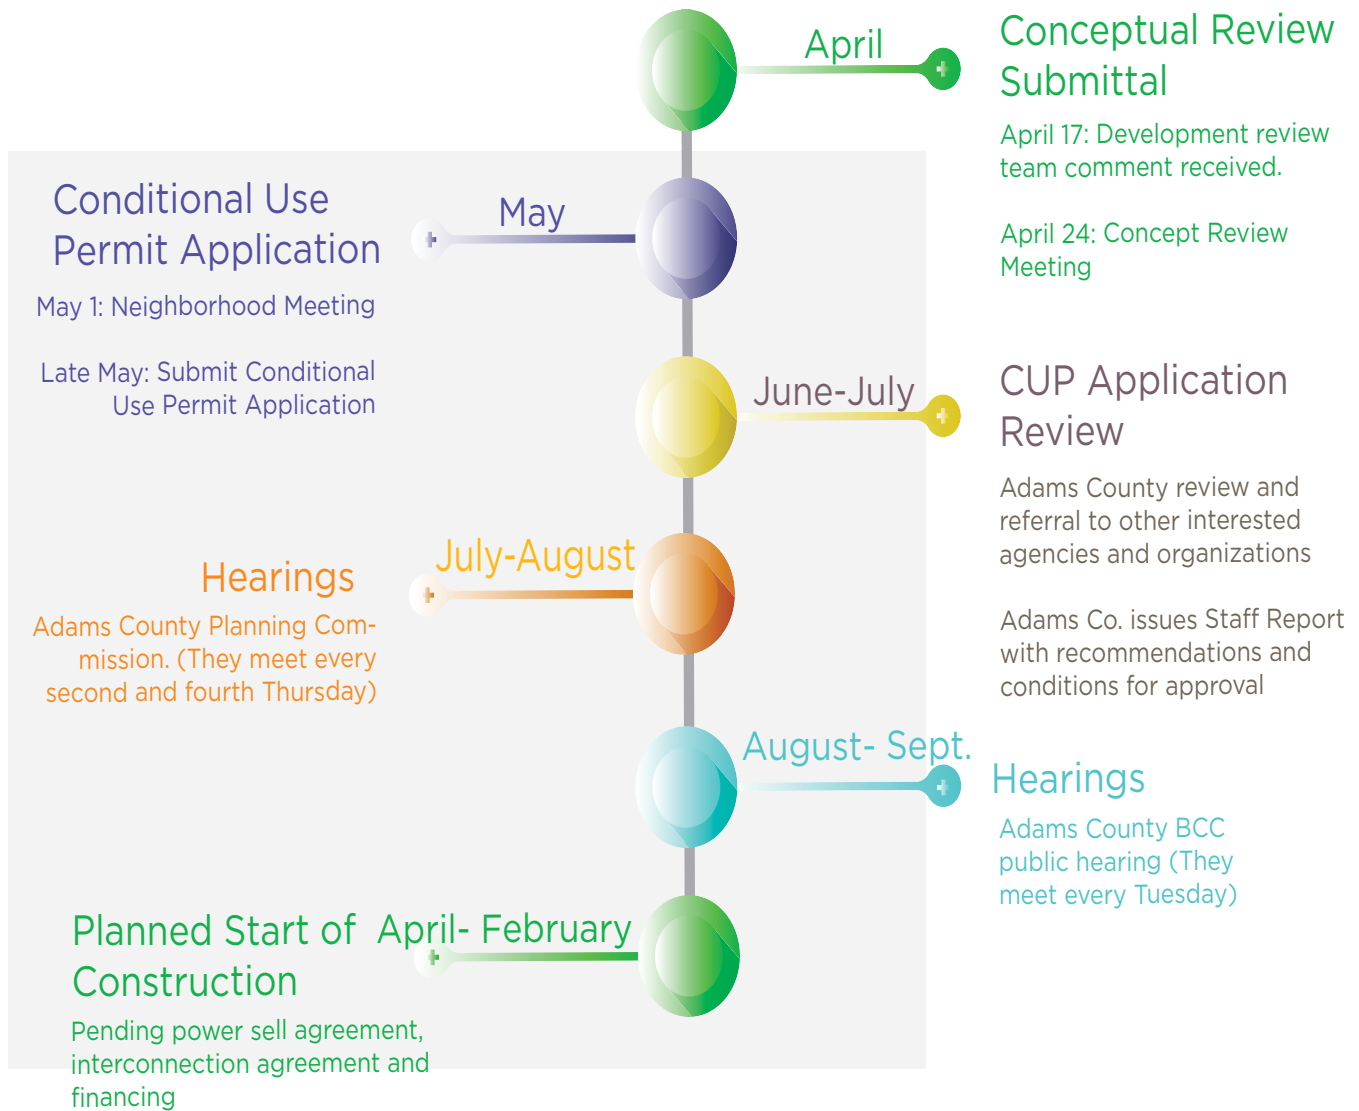 April
Conceptual Review
Submittal
April 17: Development review
team comment received.
April 24: Concept Review
Meeting
Conditional Use
Permit Application
May
May 1: Neighborhood Meeting
Late May: Submit Conditional
Use Permit Application
June-July
CUP Application
Review
Adams County review and
referral to other interested
agencies and organizations
Adams Co. issues Staff Report
with recommendations and
conditions for approval
July-August
Hearings
Adams County Planning Com-
mission. (They meet every
second and fourth Thursday)
August- Sept.
Hearings
Adams County BCC
public hearing (They
meet every Tuesday)
Planned Start of
Construction
April- February
Pending power sell agreement,
interconnection agreement and
financing